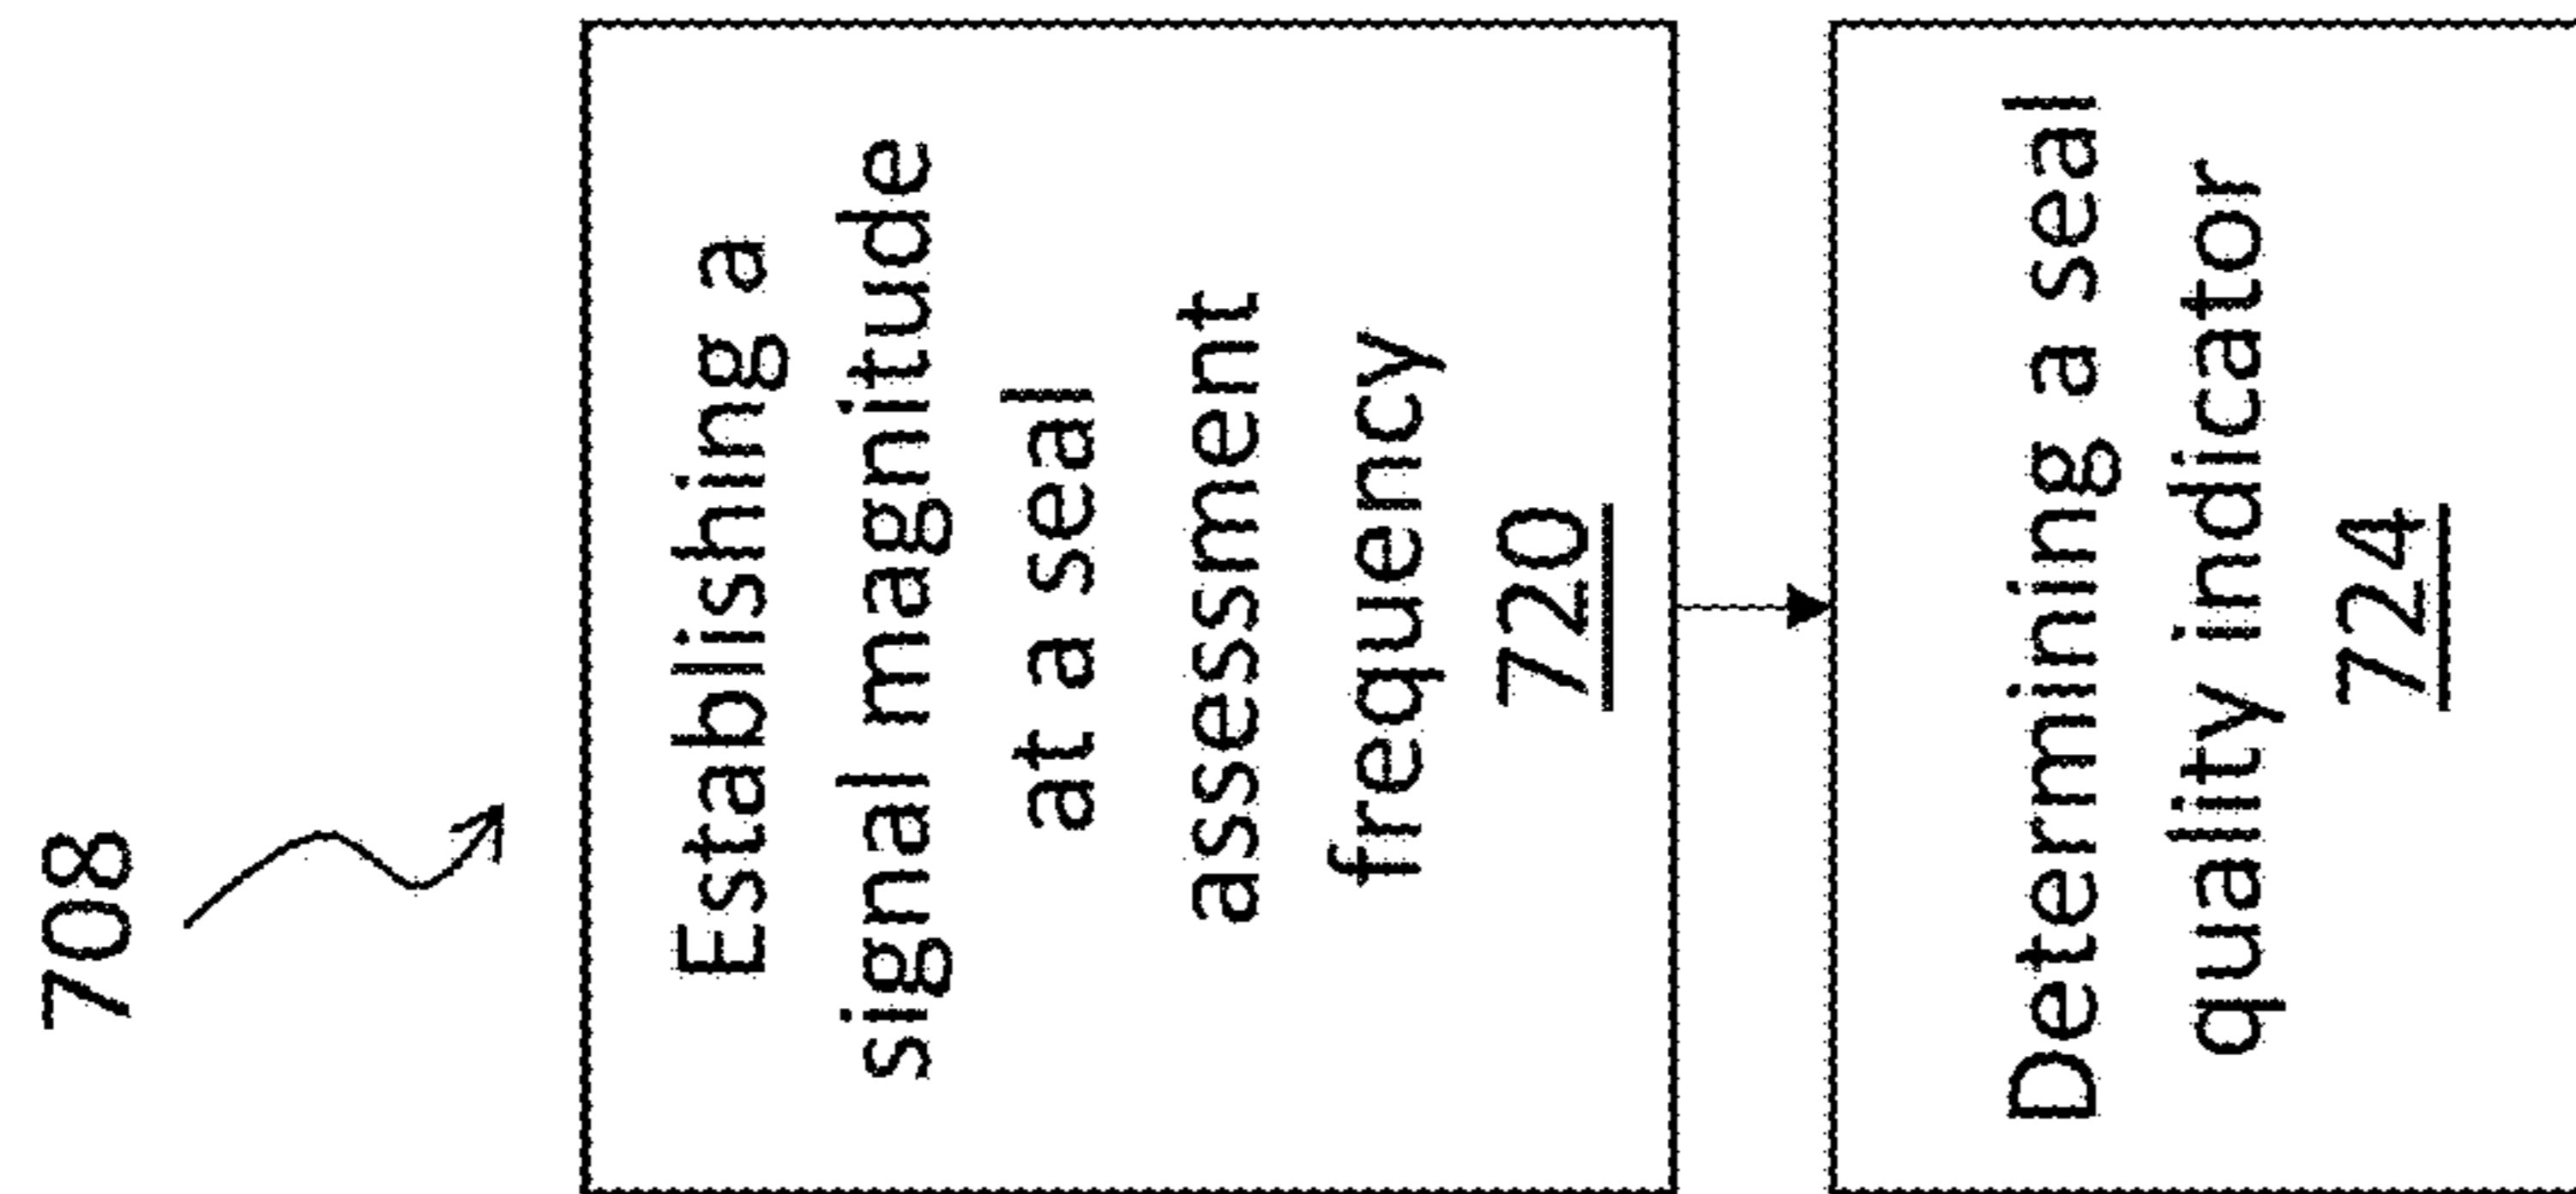 708
Establishing a
signal magnitude
at a seal
assessment
frequency
720
Determining a seal
quality indicator
724